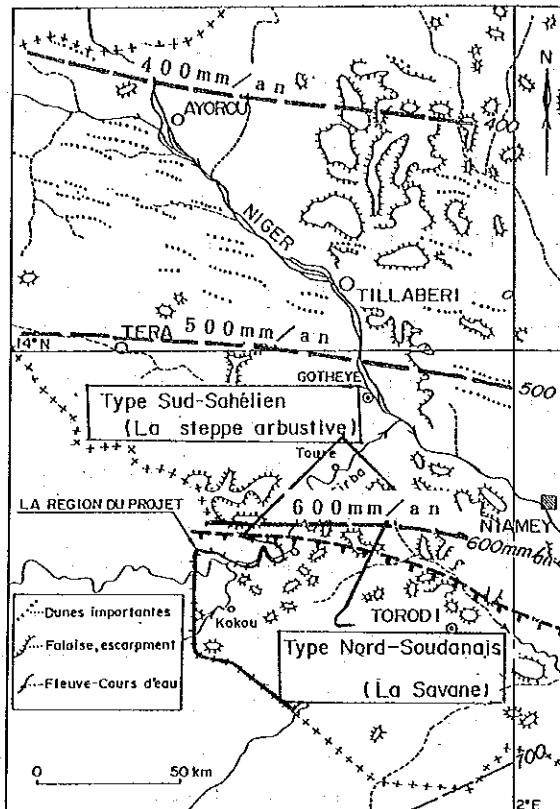 N
400mm/an
400
AYOROU
NIGER
TILLABERI
TERA
500mm/an
14°N
500
GOTHEYE
Type Sud-Sahélien
(La steppe arbustive)
Toure
irba
600mm/an
LA REGION DU PROJET
NIAMEY
600mm/an
Kokou
TORODI
Dunes importantes
Falaise, escarpment
Fleuve-Cours d'eau
Type Nord-Soudanais
(La Savane)
0 50 km
700
2°E